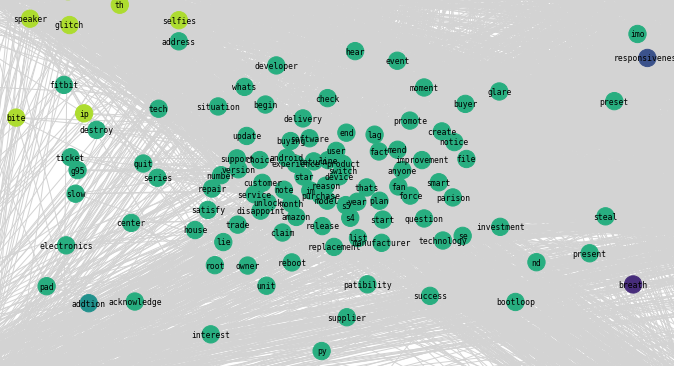 th
speaker
selfies
glitch
imo
address
hear
responsiveness
event
developer
fitbit
whats
moment
glare
preset
situation
begin
check
buyer
tech
bite
ip
delivery
promote
destroy
update
end
lag
create
buying
software
notice
user
fact
mend
ticket
quit
support
choice
android
improvement
file
experience
product
g95
version
switch
anyone
series
number
star
device
customer
smart
slow
repair
note
reason
thats
fan
service
purchase
force
parison
unlock
month
model
year
plan
satisfy
disappoint
s5
center
trade
amazon
s4
start
question
steal
house
clain
release
investment
lie
list
technology
se
electronics
replacement
manufacturer
present
root
owner
reboot
nd
pad
unit
patibility
breath
addtion
acknowledge
success
bootloop
supplier
interest
py